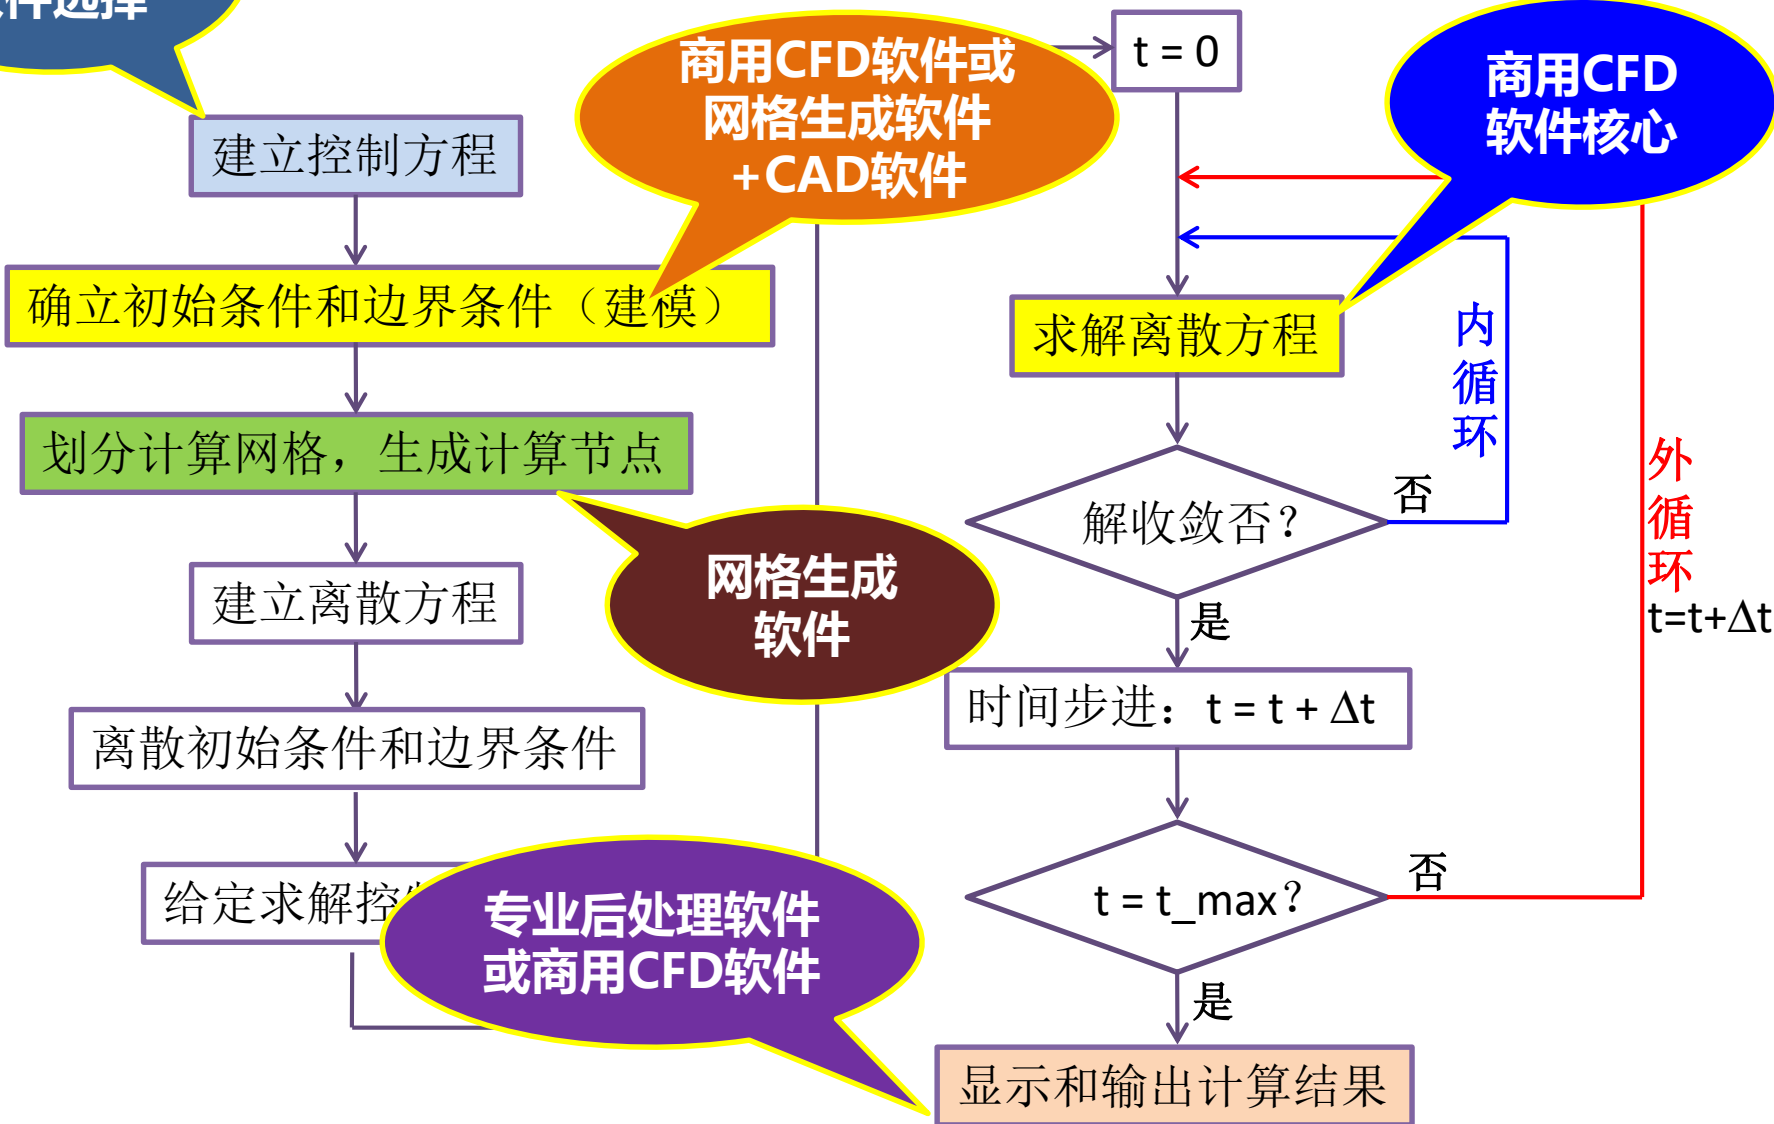 件选择
建立控制方程
确立初始条件和边界条件（建模）
划分计算网格，生成计算节点
建立离散方程
离散初始条件和边界条件
给定求解控
商用CFD软件或
网格生成软件
+CAD软件
网格生成
软件
专业后处理软件
或商用CFD软件
t = 0
商用CFD
软件核心
求解离散方程
内
循
环
解收敛否？
否
是
外
循
环
t=t+Δt
时间步进：t = t + Δt
t = t_max？
否
是
显示和输出计算结果